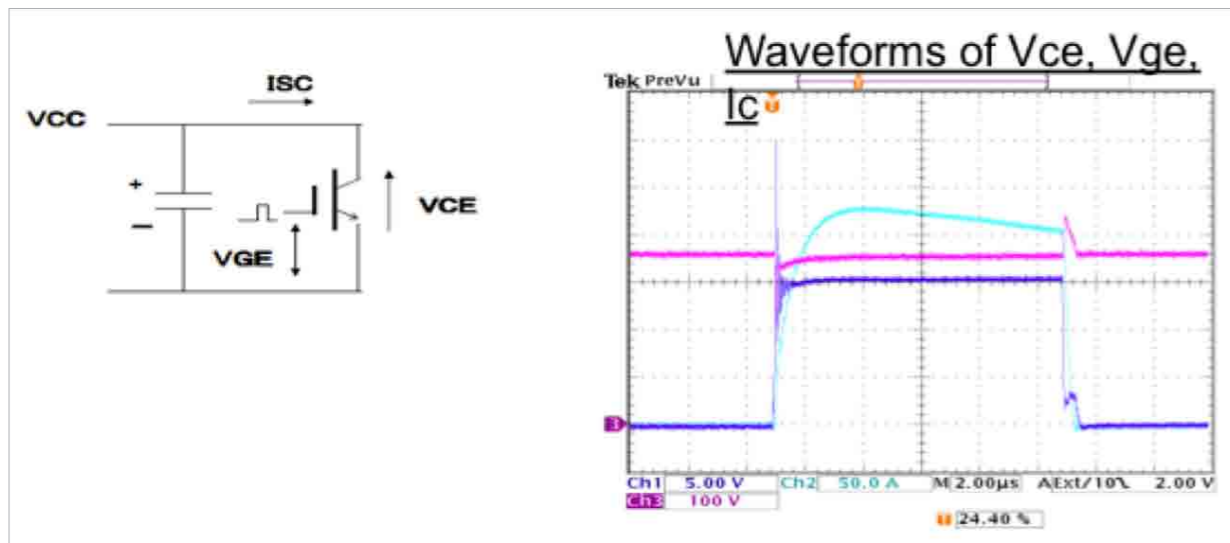 ISC
VCC
+
−
VCE
VGE
Waveforms of Vce, Vge,
Ic
Tek PreVu
3
Ch1 5.00 V Ch2 50.0 A M 2.00µs A Ext/10 2.00 V
Ch3 100 V
24.40 %